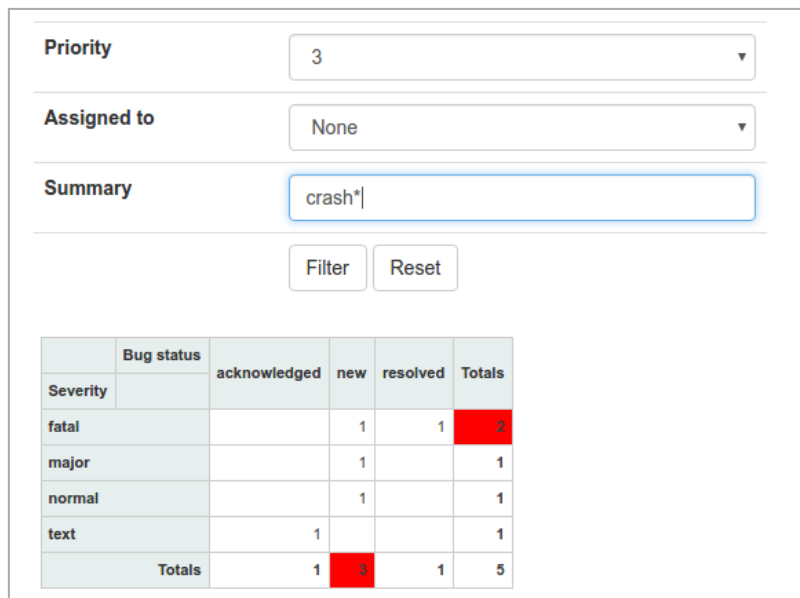 Priority 3
Assigned to None
Summary crash*
Filter Reset
Bug status acknowledged new resolved Totals
Severity
fatal 1 1 2
major 1 1
normal 1 1
text 1 1
Totals 1 3 1 5